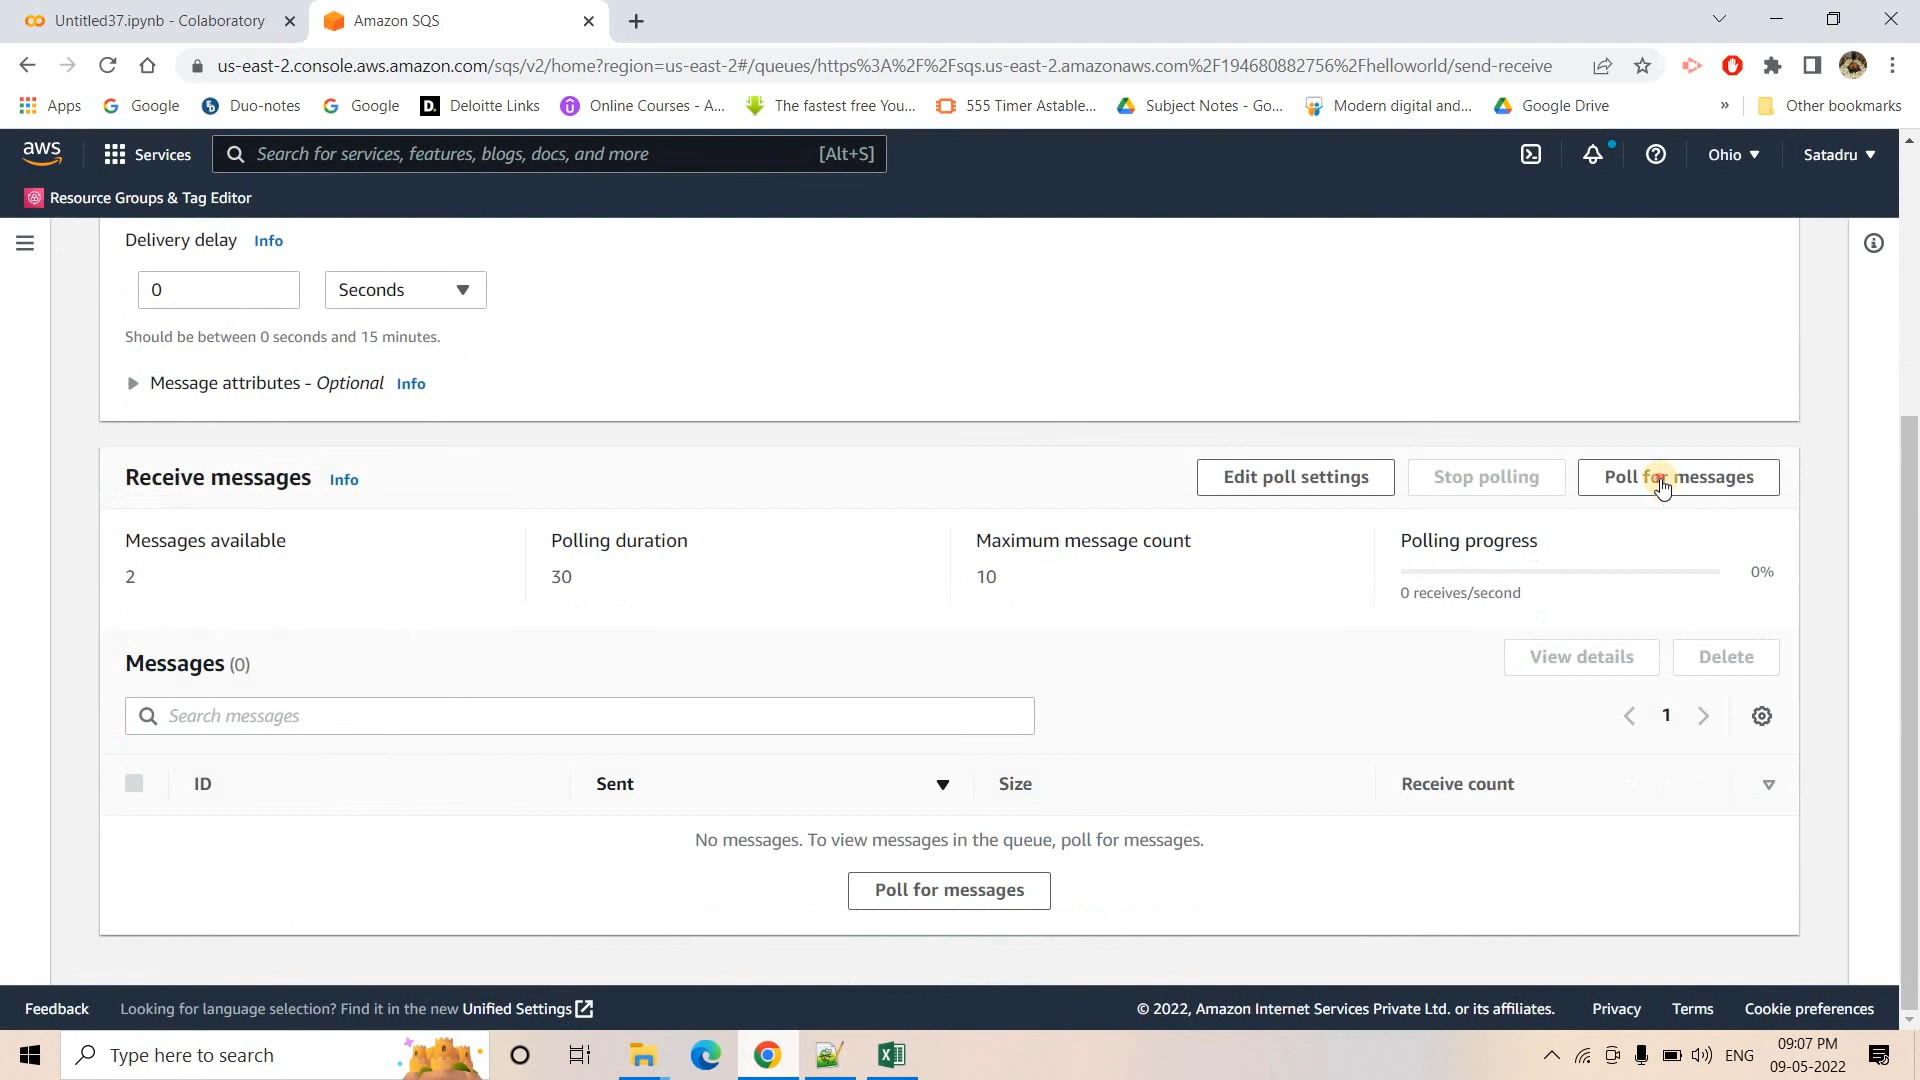 Untitled37.ipynb - Colaboratory
Amazon SQS
us-east-2.console.aws.amazon.com/sqs/v2/home?region=us-east-2#/queues/https%3A%2F%2Fsqs.us-east-2.amazonaws.com%2F194680882756%2Fhelloworld/send-receive
Apps
Google
Duo-notes
Google
D. Deloitte Links
Online Courses - A...
The fastest free You...
555 Timer Astable...
Subject Notes - Go...
Modern digital and...
Google Drive
»
Other bookmarks
aws
Services
Search for services, features, blogs, docs, and more
[Alt+S]
Ohio
Satadru
Resource Groups & Tag Editor
Delivery delay Info
0
Seconds
Should be between 0 seconds and 15 minutes.
Message attributes - Optional Info
Receive messages Info
Edit poll settings
Stop polling
Poll for messages
Messages available
2
Polling duration
30
Maximum message count
10
Polling progress
0%
0 receives/second
Messages (0)
View details
Delete
Search messages
1
ID
Sent
Size
Receive count
No messages. To view messages in the queue, poll for messages.
Poll for messages
Feedback
Looking for language selection? Find it in the new Unified Settings
© 2022, Amazon Internet Services Private Ltd. or its affiliates.
Privacy
Terms
Cookie preferences
Type here to search
ENG
09:07 PM
09-05-2022